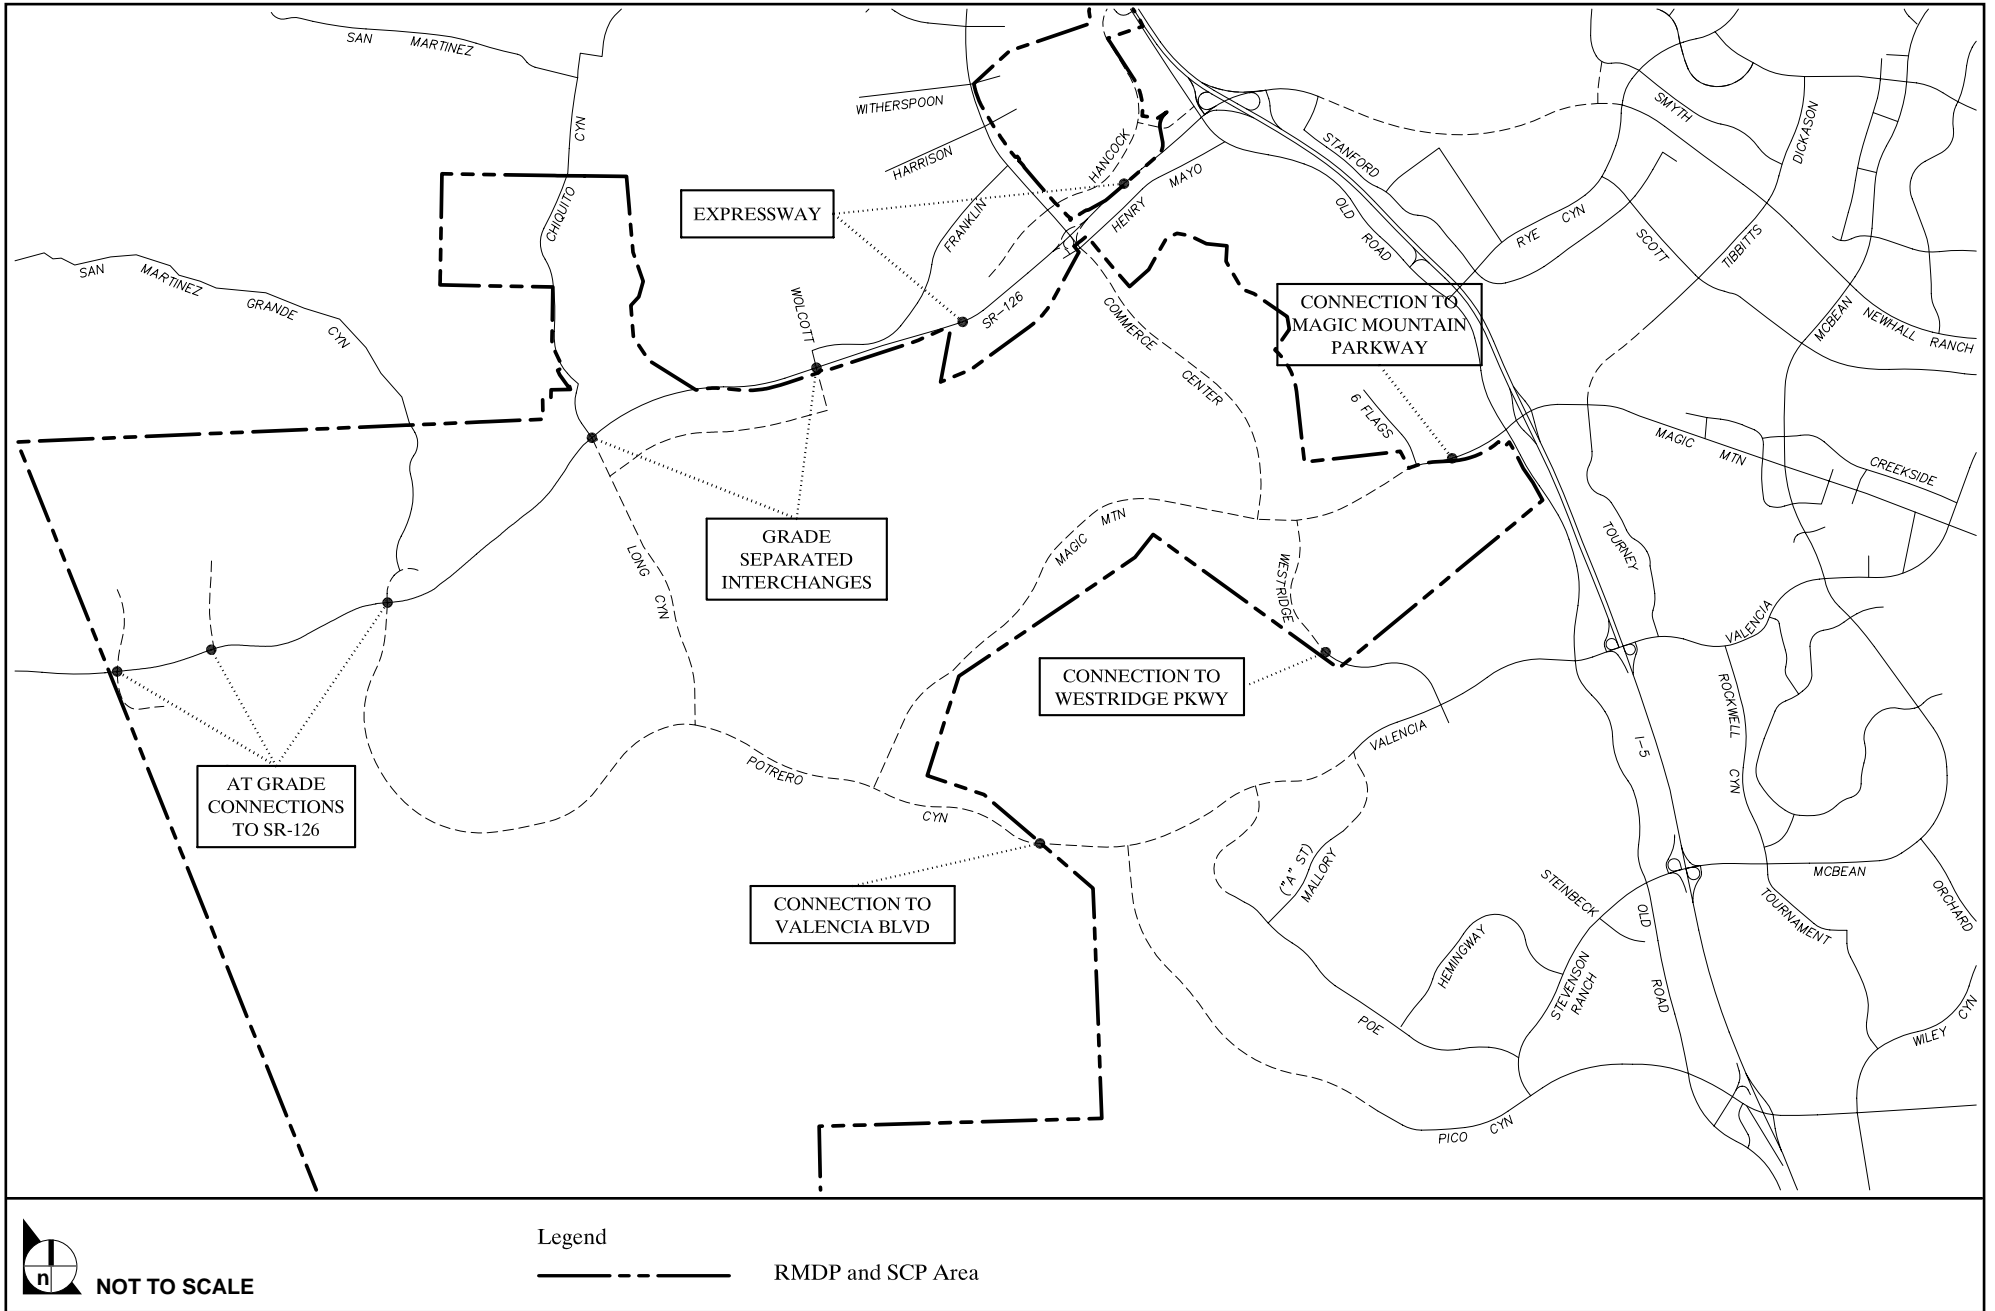 SAN MARTINEZ
CYN
CHIQUITO
WITHERSPOON
HARRISON
FRANKLIN
HANCOCK
MAYO
HENRY
STANFORD
OLD
ROAD
RYE CYN
SMYTH
DICKASON
SCOTT
TIBBITTS
MCBEAN
NEWHALL RANCH
EXPRESSWAY
SAN MARTINEZ GRANDE CYN
WOLCOTT
SR-126
COMMERCE
CENTER
CONNECTION TO
MAGIC MOUNTAIN
PARKWAY
6 FLAGS
MAGIC MTN
CREEKSIDE
GRADE
SEPARATED
INTERCHANGES
LONG
CYN
MAGIC MTN
WESTRIDGE
TOURNEY
VALENCIA
CONNECTION TO
WESTRIDGE PKWY
ROCKWELL
CYN
VALENCIA
I-5
AT GRADE
CONNECTIONS
TO SR-126
POTRERO
CYN
CONNECTION TO
VALENCIA BLVD
("A" ST)
MALLORY
STEINBECK
MCBEAN
ORCHARD
TOURNAMENT
OLD
ROAD
HEMINGWAY
STEVENSON
RANCH
POE
WILEY CYN
PICO CYN
n
NOT TO SCALE
Legend
RMDP and SCP Area